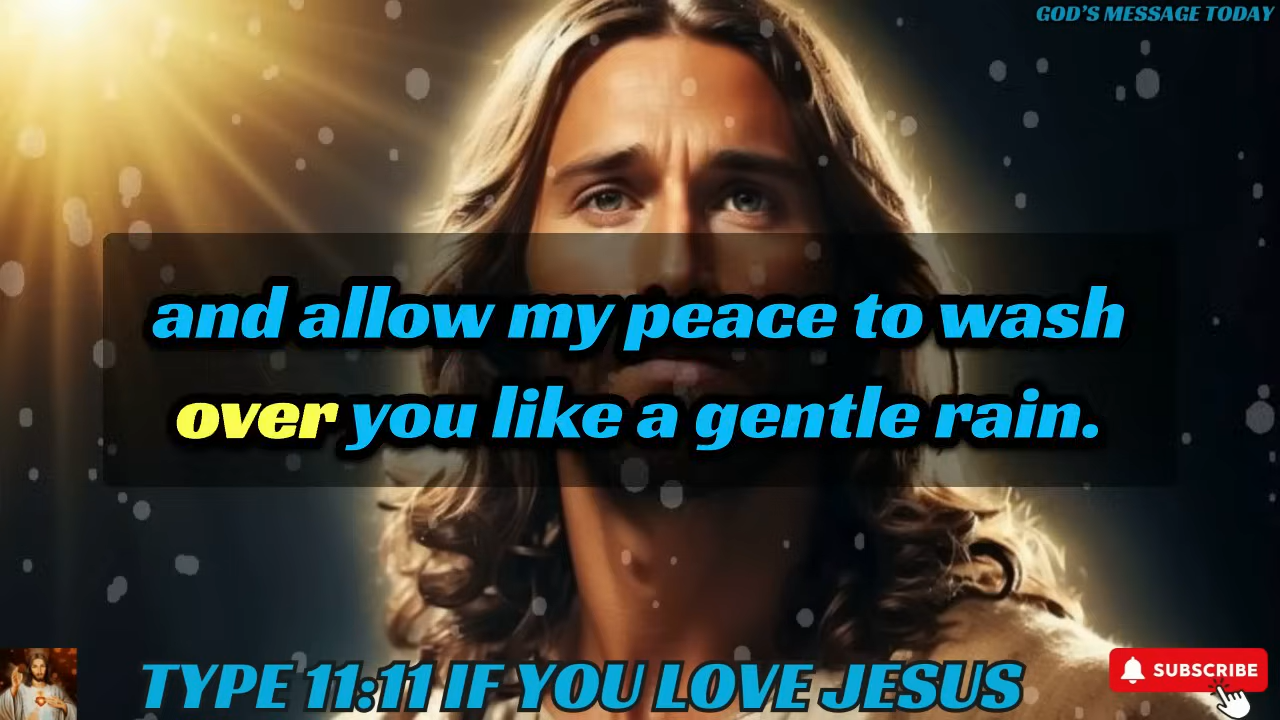 GOD'S MESSAGE TODAY
and allow my peace to wash
over you like a gentle rain.
TYPE 11:11 IF YOU LOVE JESUS
SUBSCRIBE